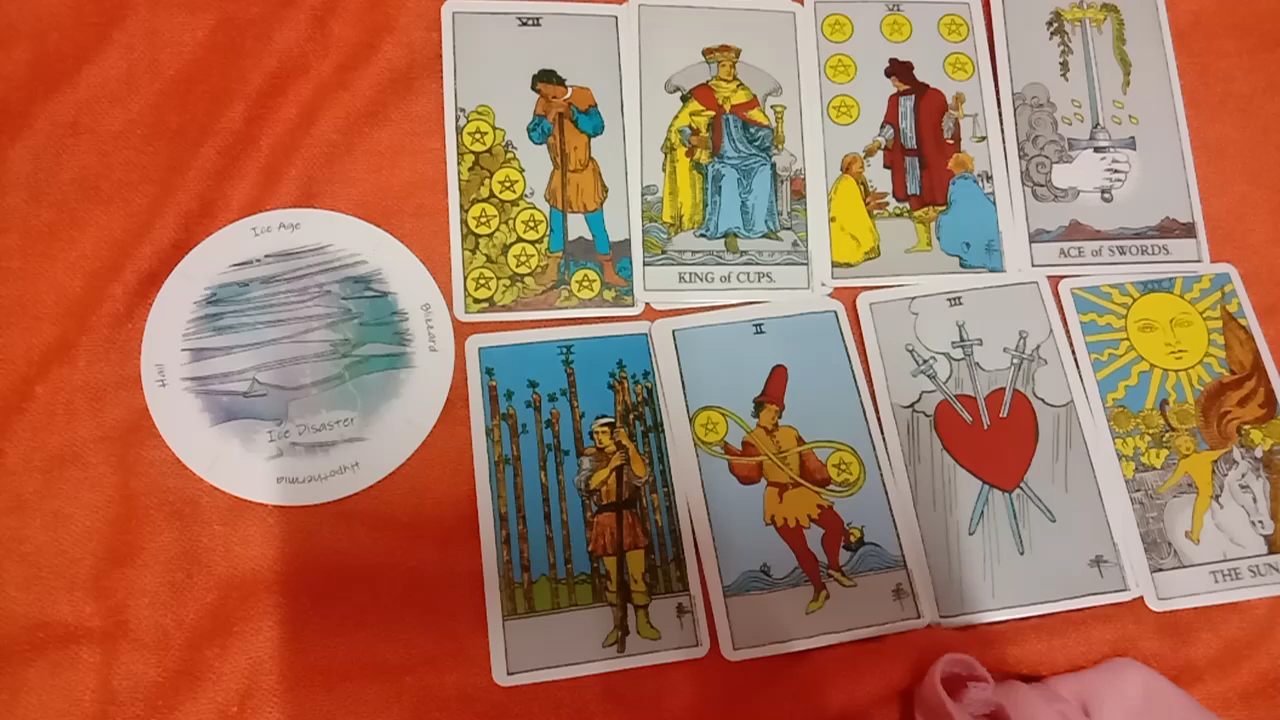 Ice Age
Blizzard
Hail
Ice Disaster
Hypothermia
VII
KING of CUPS.
VI
ACE of SWORDS.
IX
II
III
THE SUN